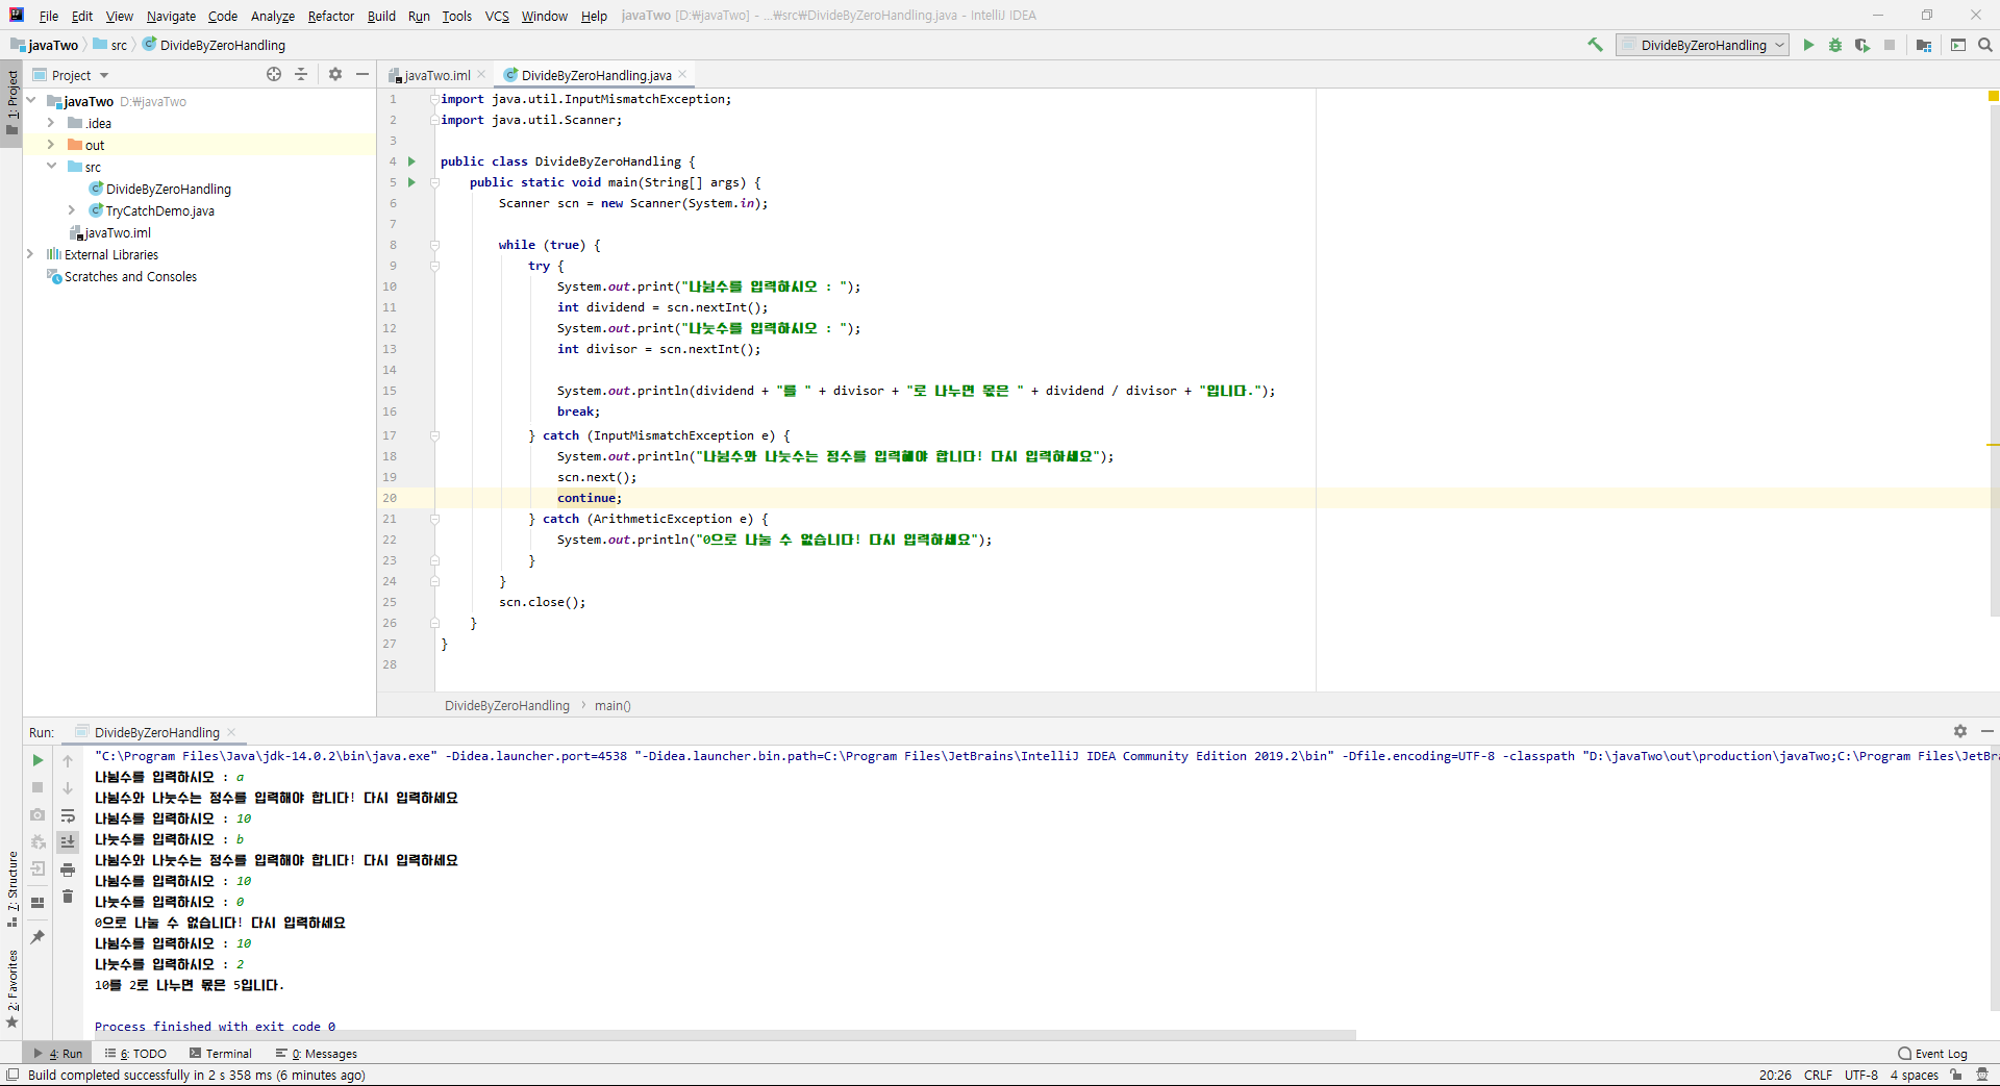 File Edit View Navigate Code Analyze Refactor Build Run Tools VCS Window Help javaTwo [D:₩javaTwo] - ...₩src₩DivideByZeroHandling.java - IntelliJ IDEA
javaTwo src DivideByZeroHandling DivideByZeroHandling
1: Project
Project
javaTwo D:₩javaTwo
.idea
out
src
DivideByZeroHandling
TryCatchDemo.java
javaTwo.iml
External Libraries
Scratches and Consoles
javaTwo.iml DivideByZeroHandling.java
1 import java.util.InputMismatchException;
2 import java.util.Scanner;
3
4 public class DivideByZeroHandling {
5 public static void main(String[] args) {
6 Scanner scn = new Scanner(System.in);
7
8 while (true) {
9 try {
10 System.out.print("나뉨수를 입력하시오 : ");
11 int dividend = scn.nextInt();
12 System.out.print("나눗수를 입력하시오 : ");
13 int divisor = scn.nextInt();
14
15 System.out.println(dividend + "를 " + divisor + "로 나누면 몫은 " + dividend / divisor + "입니다.");
16 break;
17 } catch (InputMismatchException e) {
18 System.out.println("나뉨수와 나눗수는 정수를 입력해야 합니다! 다시 입력하세요");
19 scn.next();
20 continue;
21 } catch (ArithmeticException e) {
22 System.out.println("0으로 나눌 수 없습니다! 다시 입력하세요");
23 }
24 }
25 scn.close();
26 }
27 }
28
DivideByZeroHandling › main()
Run: DivideByZeroHandling
"C:\Program Files\Java\jdk-14.0.2\bin\java.exe" -Didea.launcher.port=4538 "-Didea.launcher.bin.path=C:\Program Files\JetBrains\IntelliJ IDEA Community Edition 2019.2\bin" -Dfile.encoding=UTF-8 -classpath "D:\javaTwo\out\production\javaTwo;C:\Program Files\JetBra
나뉨수를 입력하시오 : a
나뉨수와 나눗수는 정수를 입력해야 합니다! 다시 입력하세요
나뉨수를 입력하시오 : 10
나눗수를 입력하시오 : b
나뉨수와 나눗수는 정수를 입력해야 합니다! 다시 입력하세요
나뉨수를 입력하시오 : 10
나눗수를 입력하시오 : 0
0으로 나눌 수 없습니다! 다시 입력하세요
나뉨수를 입력하시오 : 10
나눗수를 입력하시오 : 2
10를 2로 나누면 몫은 5입니다.
Process finished with exit code 0
7: Structure
2: Favorites
4: Run 6: TODO Terminal 0: Messages Event Log
Build completed successfully in 2 s 358 ms (6 minutes ago) 20:26 CRLF UTF-8 4 spaces